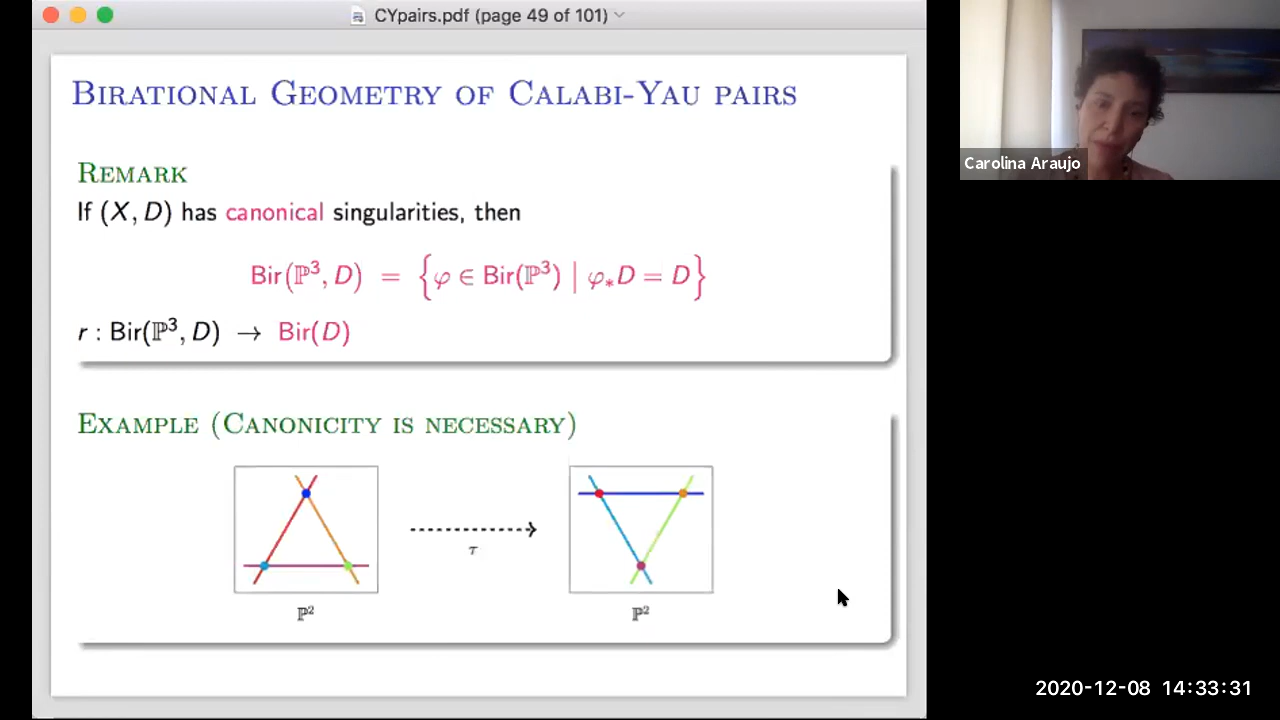 CYpairs.pdf (page 49 of 101)
BIRATIONAL GEOMETRY OF CALABI-YAU PAIRS
REMARK
If (X, D) has canonical singularities, then
Bir(ℙ³, D) = {φ ∈ Bir(ℙ³) | φ_*D = D}
r : Bir(ℙ³, D) → Bir(D)
EXAMPLE (CANONICITY IS NECESSARY)
τ
ℙ² ℙ²
Carolina Araujo
2020-12-08 14:33:31